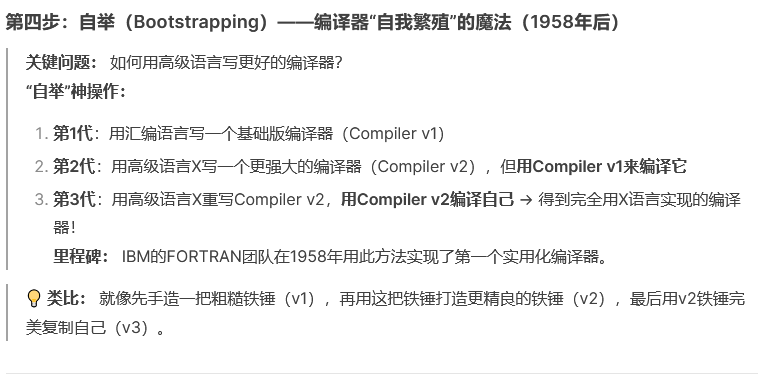 第四步：自举（Bootstrapping）——编译器“自我繁殖”的魔法（1958年后）
关键问题： 如何用高级语言写更好的编译器？
“自举”神操作：
1. 第1代：用汇编语言写一个基础版编译器（Compiler v1）
2. 第2代：用高级语言X写一个更强大的编译器（Compiler v2），但用Compiler v1来编译它
3. 第3代：用高级语言X重写Compiler v2，用Compiler v2编译自己 → 得到完全用X语言实现的编译
器！
里程碑： IBM的FORTRAN团队在1958年用此方法实现了第一个实用化编译器。
💡 类比： 就像先手造一把粗糙铁锤（v1），再用这把铁锤打造更精良的铁锤（v2），最后用v2铁锤完
美复制自己（v3）。